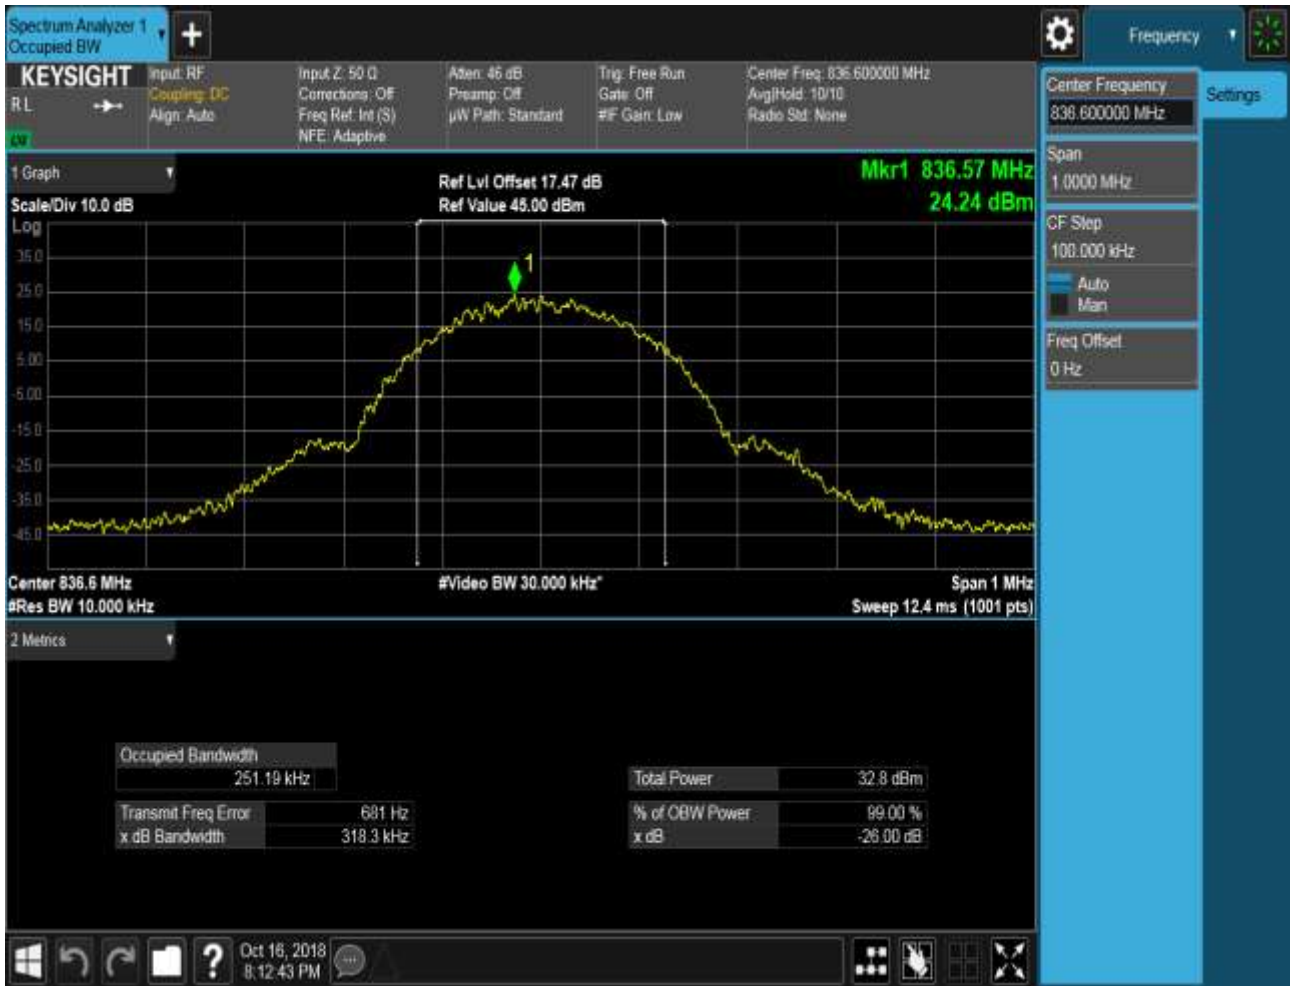 Spectrum Analyzer 1
Occupied BW
+
Frequency
KEYSIGHT
R L
Input: RF
Coupling: DC
Align: Auto
Input Z: 50 Ω
Corrections: Off
Freq Ref: Int (S)
NFE: Adaptive
Atten: 46 dB
Preamp: Off
µW Path: Standard
Trig: Free Run
Gate: Off
#IF Gain: Low
Center Freq: 836.600000 MHz
Avg|Hold: 10/10
Radio Std: None
Center Frequency
836.600000 MHz
Settings
Span
1.0000 MHz
CF Step
100.000 kHz
Auto
Man
Freq Offset
0 Hz
1 Graph
Scale/Div 10.0 dB
Ref Lvl Offset 17.47 dB
Ref Value 45.00 dBm
Mkr1 836.57 MHz
24.24 dBm
Log
35.0
25.0
15.0
5.00
-5.00
-15.0
-25.0
-35.0
-45.0
1
Center 836.6 MHz
#Video BW 30.000 kHz*
Span 1 MHz
#Res BW 10.000 kHz
Sweep 12.4 ms (1001 pts)
2 Metrics
Occupied Bandwidth
251.19 kHz
Total Power 32.8 dBm
Transmit Freq Error 681 Hz
% of OBW Power 99.00 %
x dB Bandwidth 318.3 kHz
x dB -26.00 dB
?
Oct 16, 2018
8:12:43 PM